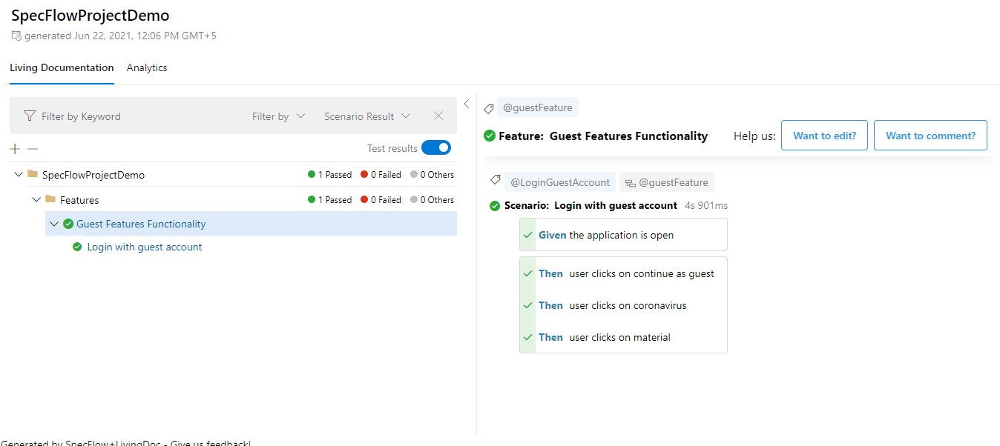 SpecFlowProjectDemo
generated Jun 22, 2021, 12:06 PM GMT+5
Living Documentation Analytics
Filter by Keyword Filter by Scenario Result
Test results
SpecFlowProjectDemo 1 Passed 0 Failed 0 Others
Features 1 Passed 0 Failed 0 Others
Guest Features Functionality
Login with guest account
@guestFeature
Feature: Guest Features Functionality Help us: Want to edit? Want to comment?
@LoginGuestAccount @guestFeature
Scenario: Login with guest account 4s 901ms
Given the application is open
Then user clicks on continue as guest
Then user clicks on coronavirus
Then user clicks on material
Generated by SpecFlow+LivingDoc - Give us feedback!